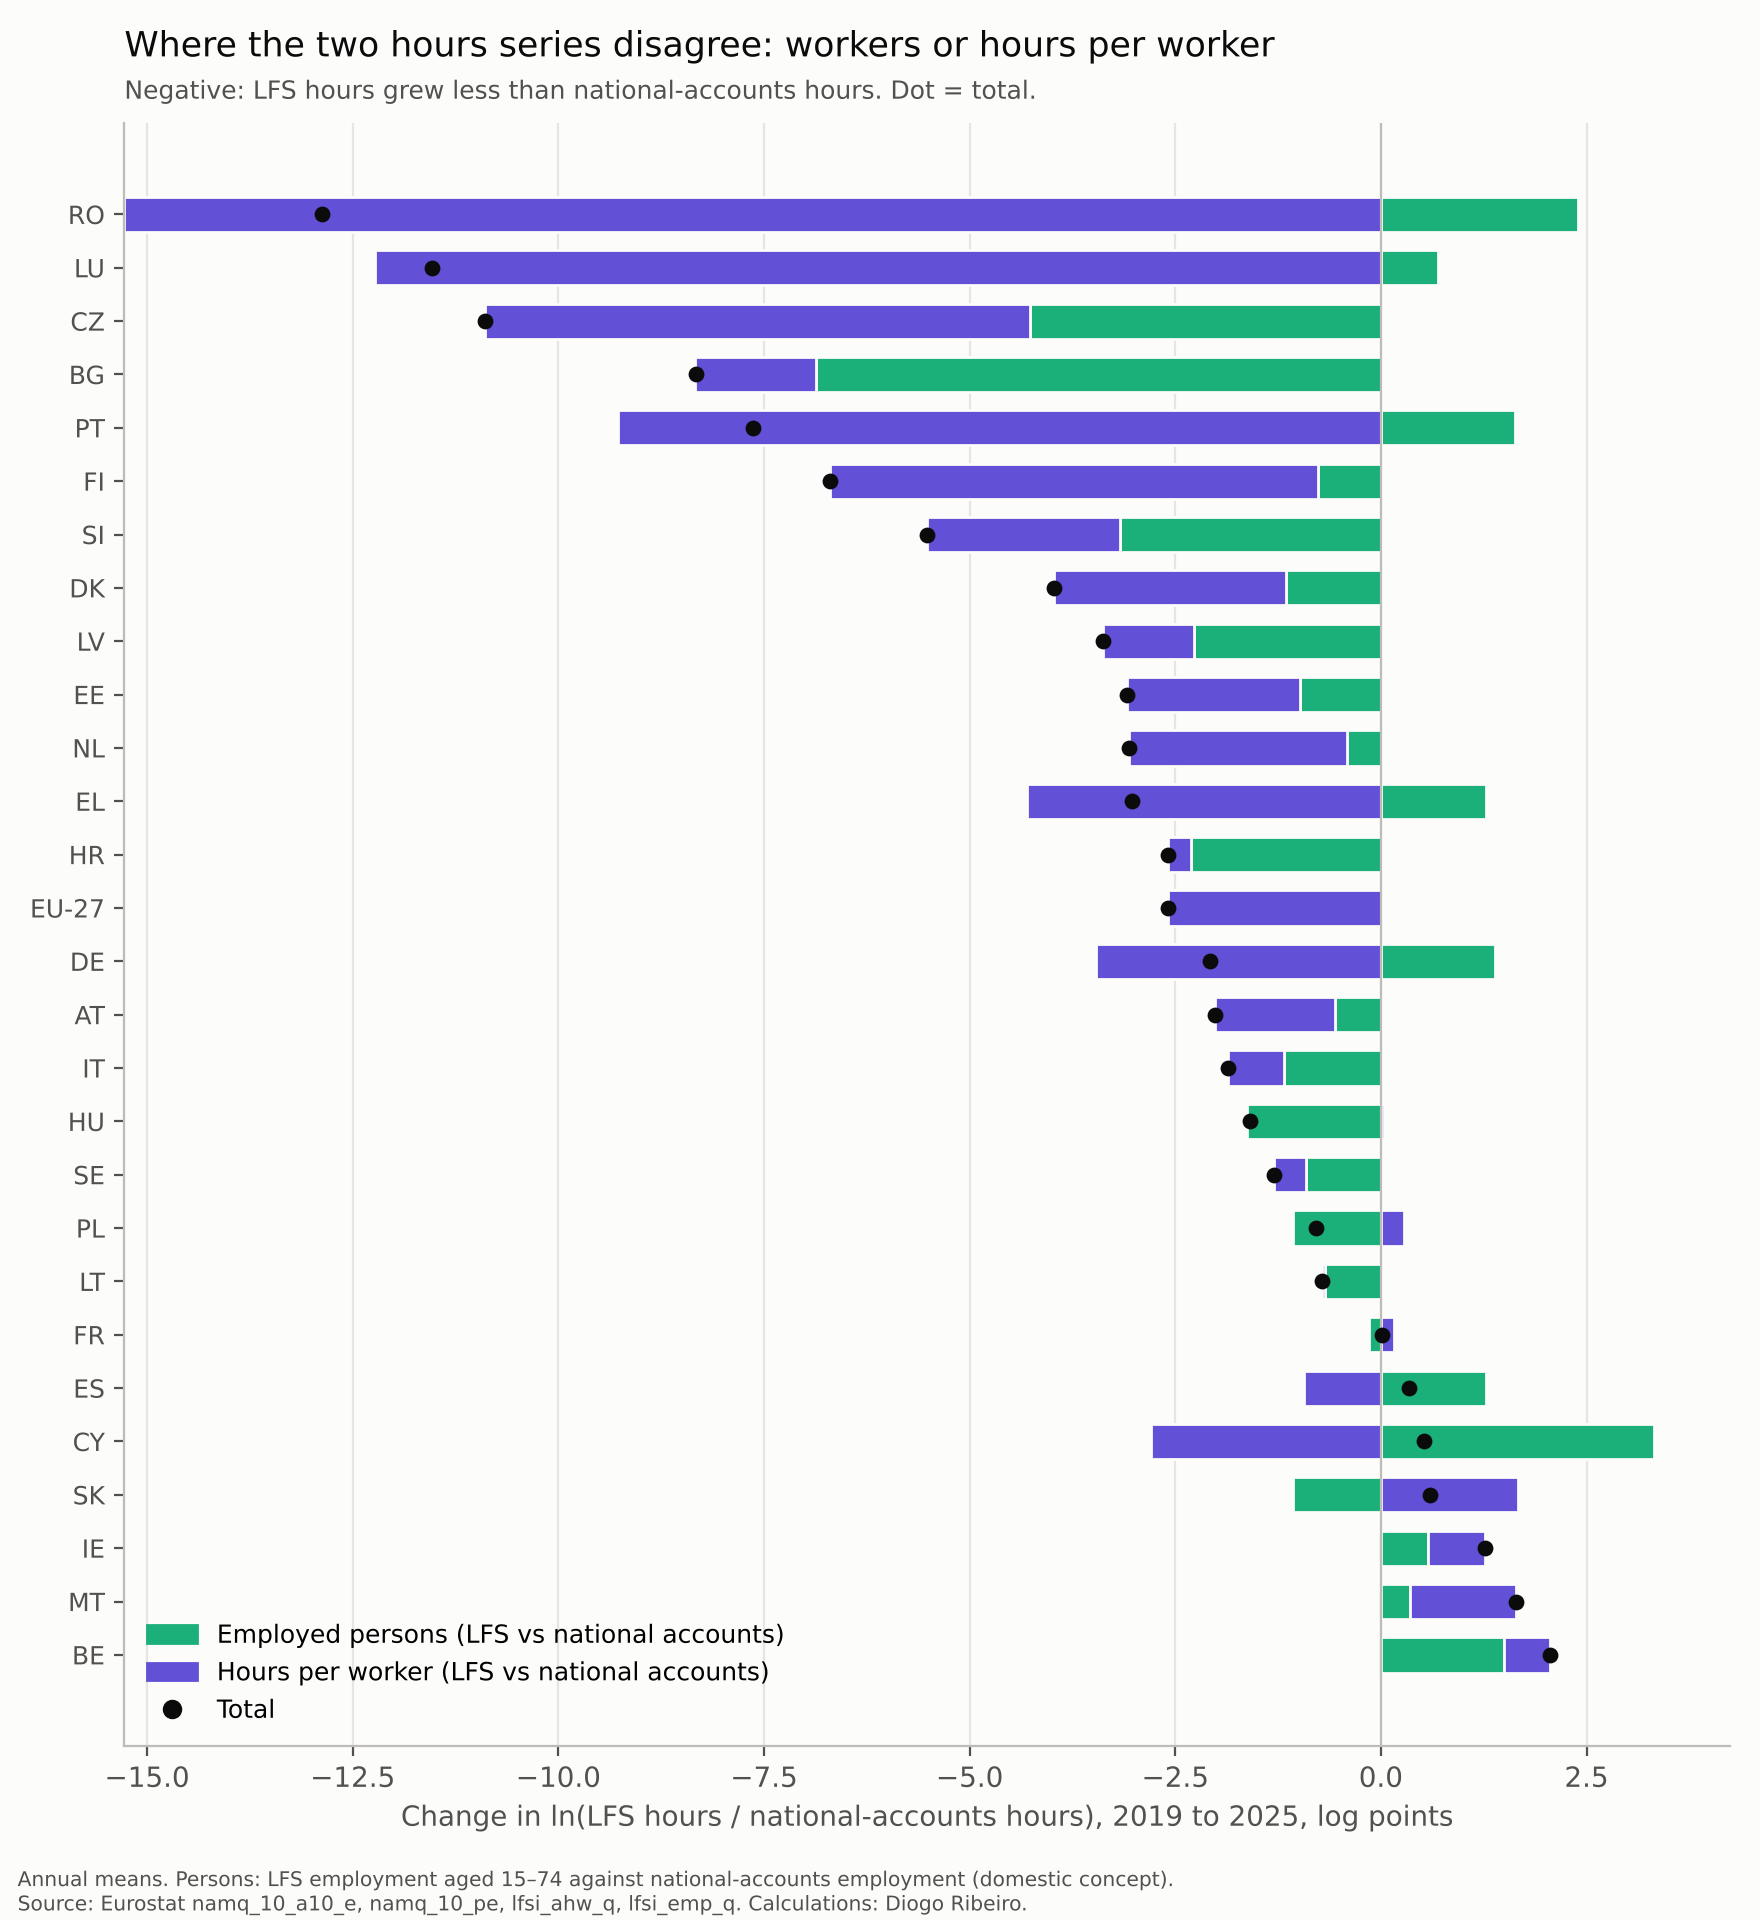 Where the two hours series disagree: workers or hours per worker
Negative: LFS hours grew less than national-accounts hours. Dot = total.
RO
LU
CZ
BG
PT
FI
SI
DK
LV
EE
NL
EL
HR
EU-27
DE
AT
IT
HU
SE
PL
LT
FR
ES
CY
SK
IE
MT
BE
Employed persons (LFS vs national accounts)
Hours per worker (LFS vs national accounts)
Total
−15.0 −12.5 −10.0 −7.5 −5.0 −2.5 0.0 2.5
Change in ln(LFS hours / national-accounts hours), 2019 to 2025, log points
Annual means. Persons: LFS employment aged 15–74 against national-accounts employment (domestic concept).
Source: Eurostat namq_10_a10_e, namq_10_pe, lfsi_ahw_q, lfsi_emp_q. Calculations: Diogo Ribeiro.